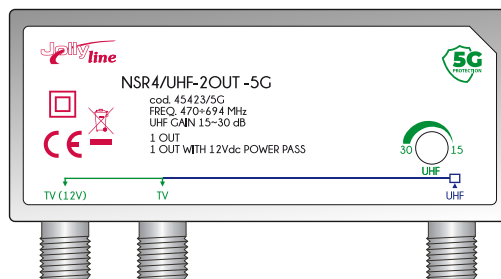 Jolly line
5G
PROTECTION
NSR4/UHF-2OUT -5G
cod. 45423/5G
FREQ. 470÷694 MHz
UHF GAIN 15~30 dB
1 OUT
1 OUT WITH 12Vdc POWER PASS
CE
30 15
UHF
TV (12V) TV UHF